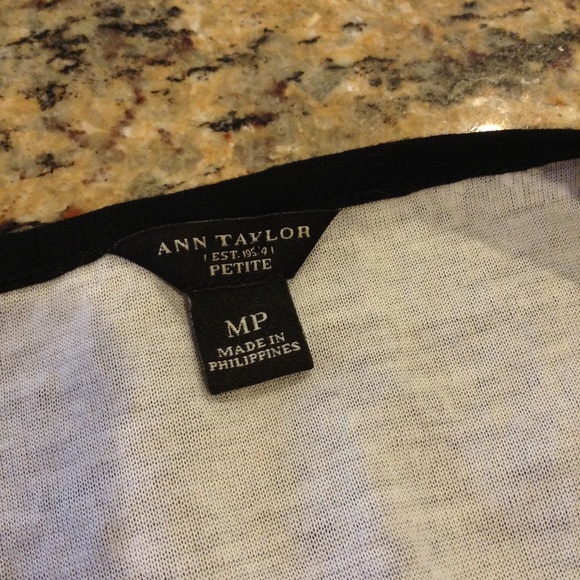 ANN TAYLOR
EST. 1954
PETITE
MP
MADE IN
PHILIPPINES